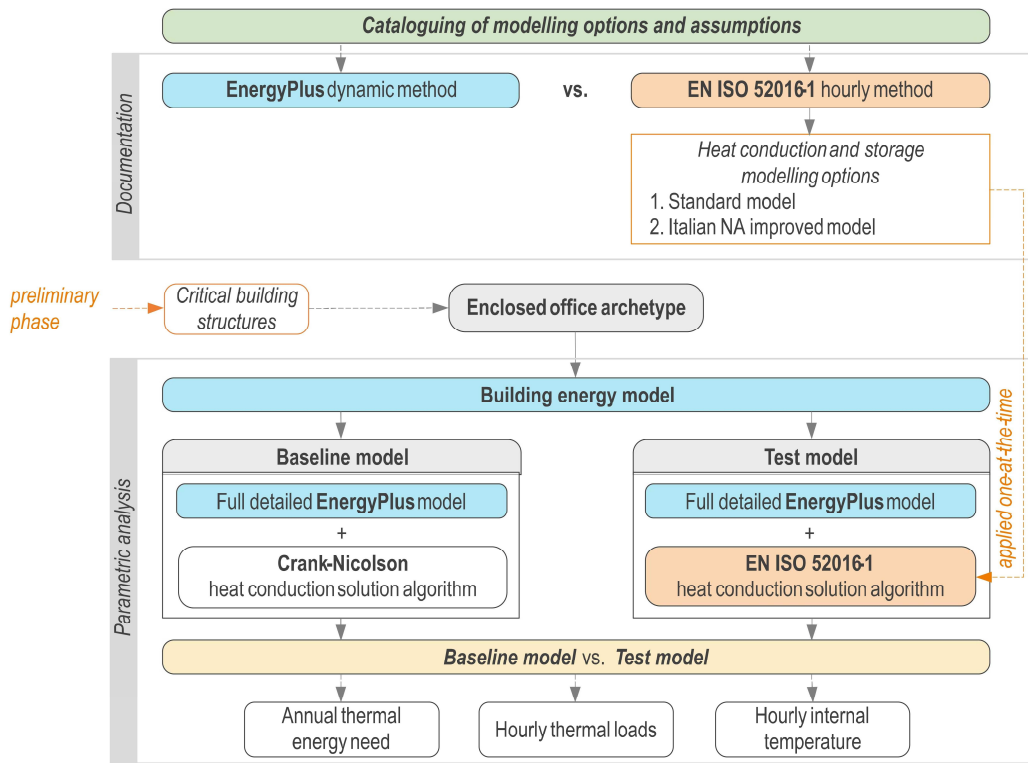 Cataloguing of modelling options and assumptions
Documentation
EnergyPlus dynamic method
vs.
EN ISO 52016-1 hourly method
Heat conduction and storage
modelling options
1. Standard model
2. Italian NA improved model
preliminary
phase
Critical building
structures
Enclosed office archetype
applied one-at-the-time
Parametric analysis
Building energy model
Baseline model
Full detailed EnergyPlus model
+
Crank-Nicolson
heat conduction solution algorithm
Test model
Full detailed EnergyPlus model
+
EN ISO 52016-1
heat conduction solution algorithm
Baseline model vs. Test model
Annual thermal
energy need
Hourly thermal loads
Hourly internal
temperature